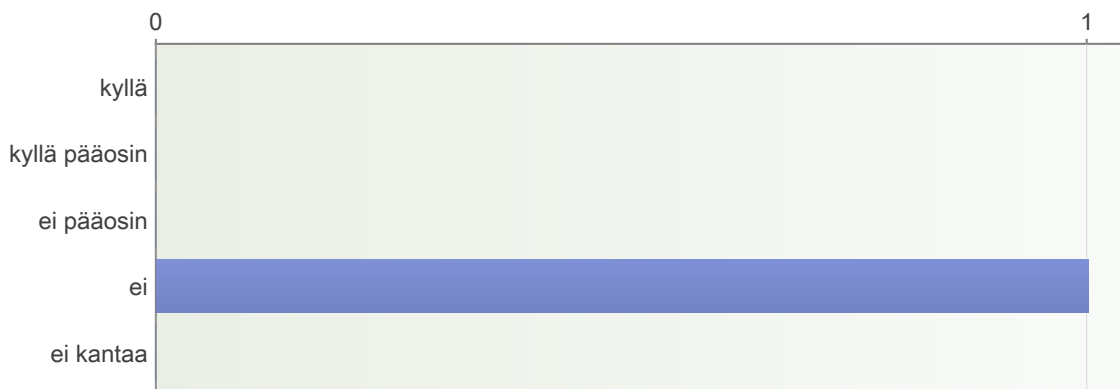 0 1
kyllä
kyllä pääosin
ei pääosin
ei
ei kantaa